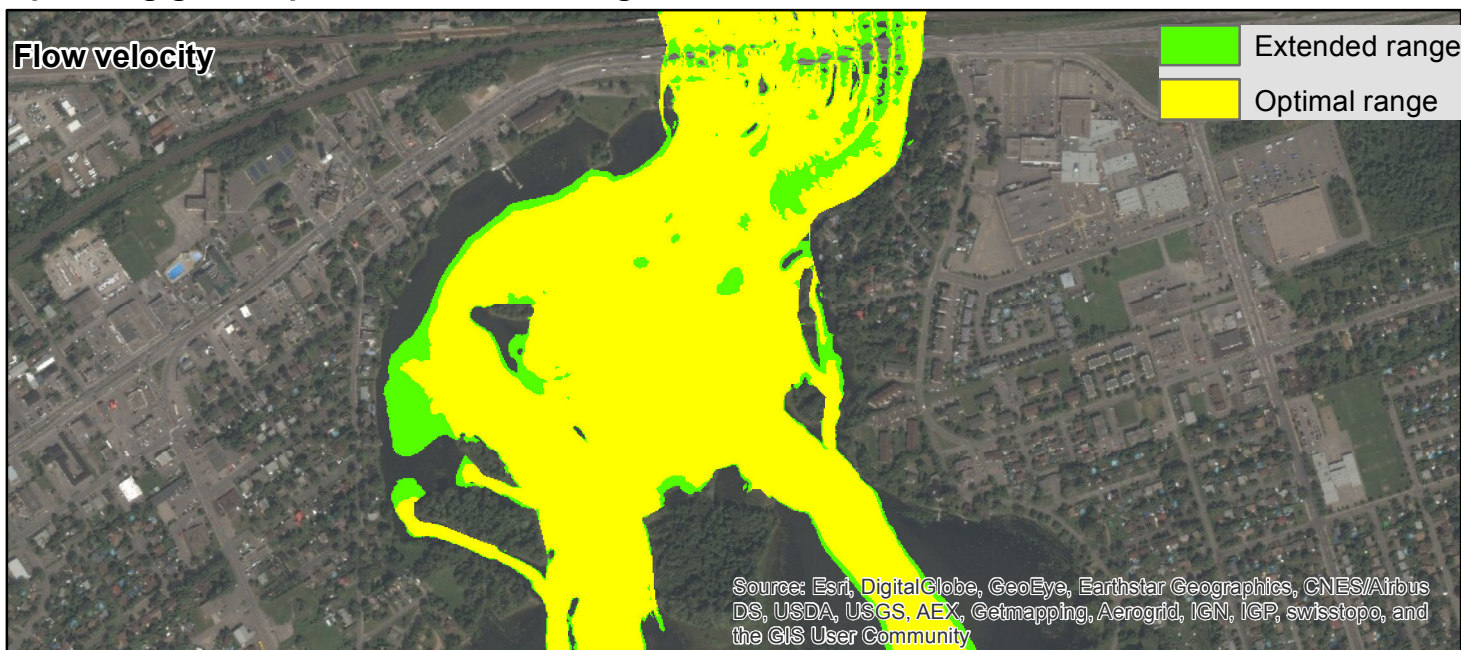 Flow velocity
Extended range
Optimal range
Source: Esri, DigitalGlobe, GeoEye, Earthstar Geographics, CNES/Airbus
DS, USDA, USGS, AEX, Getmapping, Aerogrid, IGN, IGP, swisstopo, and
the GIS User Community